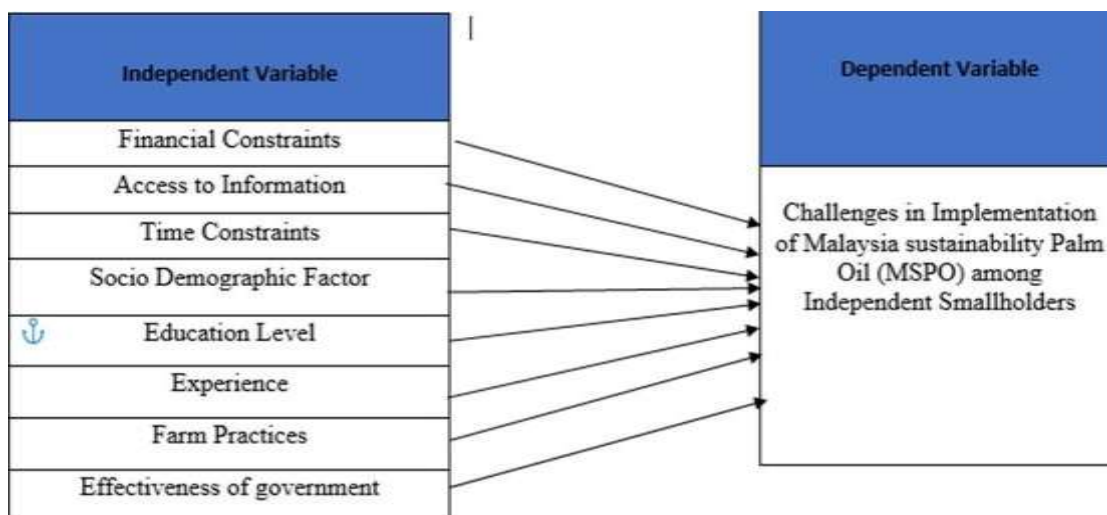 Independent Variable
Financial Constraints
Access to Information
Time Constraints
Socio Demographic Factor
Education Level
Experience
Farm Practices
Effectiveness of government
Dependent Variable
Challenges in Implementation
of Malaysia sustainability Palm
Oil (MSPO) among
Independent Smallholders